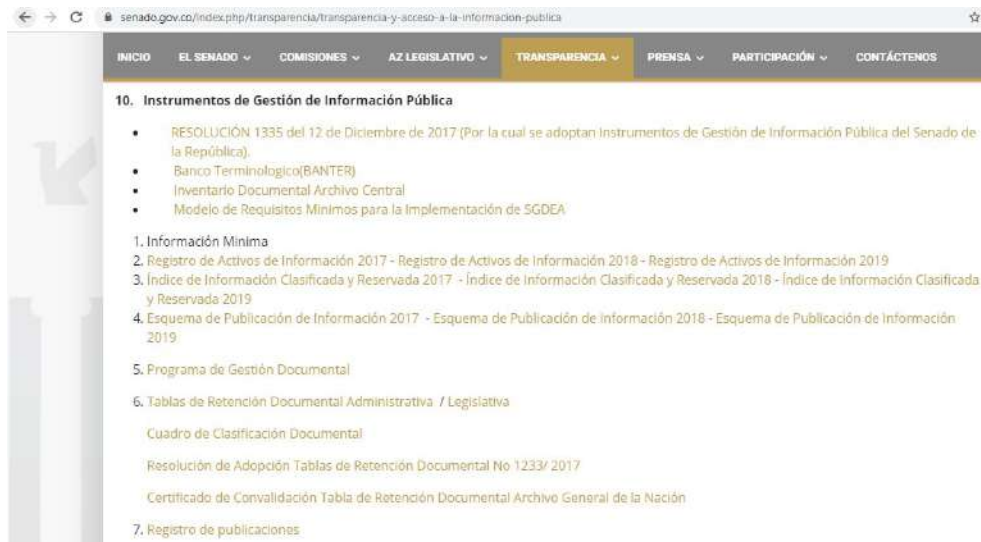 senado.gov.co/index.php/transparencia/transparencia-y-acceso-a-la-informacion-publica
INICIO EL SENADO COMISIONES AZ LEGISLATIVO TRANSPARENCIA PRENSA PARTICIPACIÓN CONTÁCTENOS
10. Instrumentos de Gestión de Información Pública
• RESOLUCIÓN 1335 del 12 de Diciembre de 2017 (Por la cual se adoptan Instrumentos de Gestión de Información Pública del Senado de
la República).
• Banco Terminologico(BANTER)
• Inventario Documental Archivo Central
• Modelo de Requisitos Minimos para la Implementación de SGDEA
1. Información Minima
2. Registro de Activos de Información 2017 - Registro de Activos de Información 2018 - Registro de Activos de Información 2019
3. Índice de Información Clasificada y Reservada 2017 - Índice de Información Clasificada y Reservada 2018 - Índice de Información Clasificada
y Reservada 2019
4. Esquema de Publicación de Información 2017 - Esquema de Publicación de Información 2018 - Esquema de Publicación de Información
2019
5. Programa de Gestión Documental
6. Tablas de Retención Documental Administrativa / Legislativa
Cuadro de Clasificación Documental
Resolución de Adopción Tablas de Retención Documental No 1233/ 2017
Certificado de Convalidación Tabla de Retención Documental Archivo General de la Nación
7. Registro de publicaciones